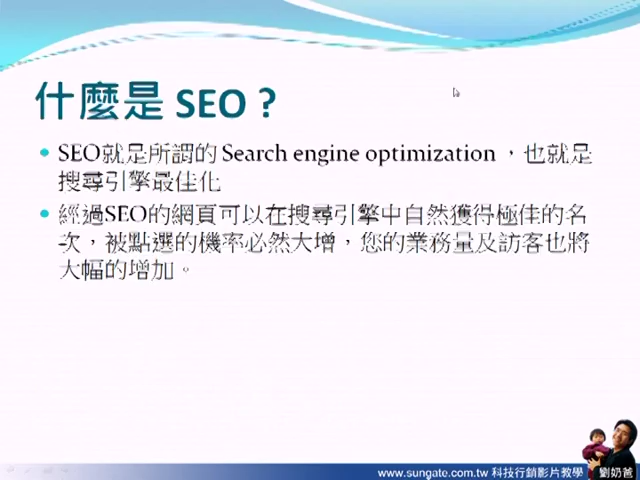 什麼是 SEO？
SEO就是所謂的 Search engine optimization ，也就是
搜尋引擎最佳化
經過SEO的網頁可以在搜尋引擎中自然獲得極佳的名
次，被點選的機率必然大增，您的業務量及訪客也將
大幅的增加。
www.sungate.com.tw 科技行銷影片教學
劉奶爸